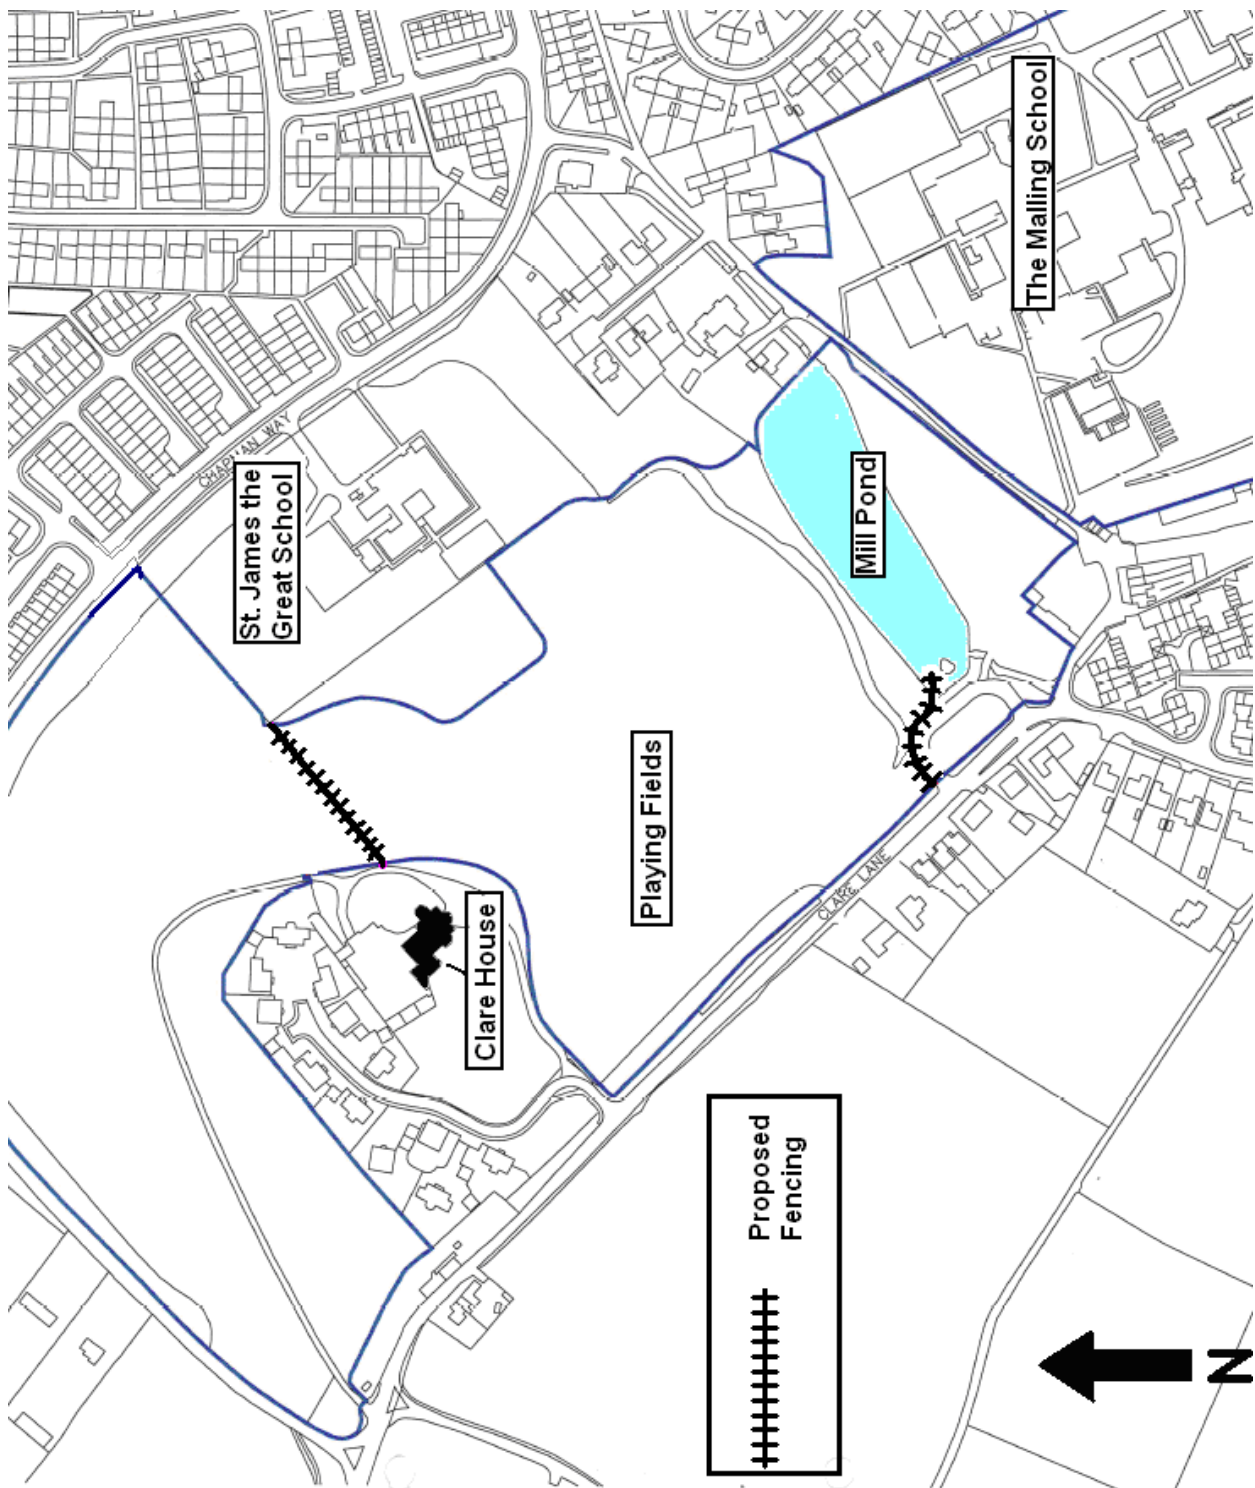 St. James the
Great School
CHAPMAN WAY
The Malling School
Mill Pond
Playing Fields
Clare House
CLARE LANE
Proposed
Fencing
N